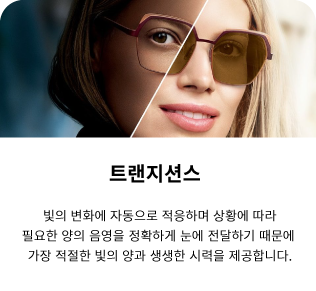 트랜지션스
빛의 변화에 자동으로 적응하며 상황에 따라
필요한 양의 음영을 정확하게 눈에 전달하기 때문에
가장 적절한 빛의 양과 생생한 시력을 제공합니다.